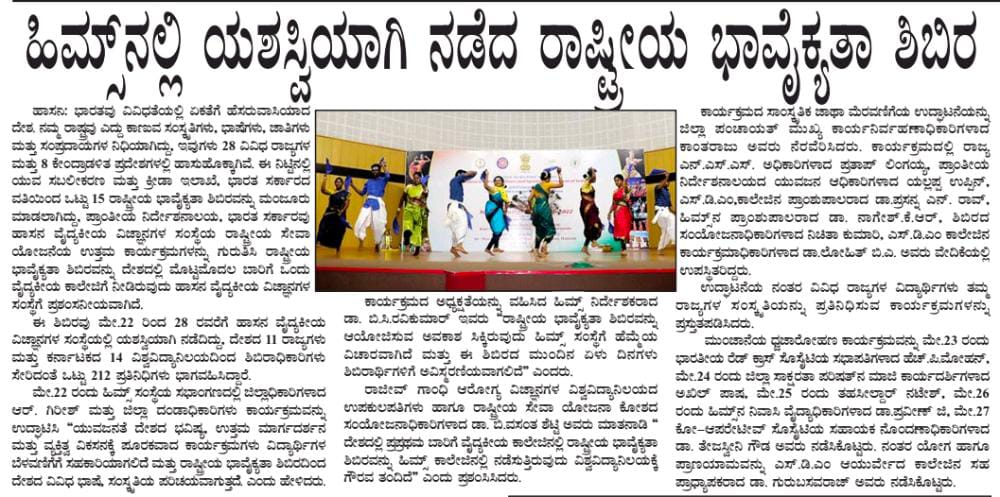 ಹಿಮ್ಸ್‌ನಲ್ಲಿ ಯಶಸ್ವಿಯಾಗಿ ನಡೆದ ರಾಷ್ಟ್ರೀಯ ಭಾವೈಕ್ಯತಾ ಶಿಬಿರ
ಹಾಸನ: ಭಾರತವು ವಿವಿಧತೆಯಲ್ಲಿ ಏಕತೆಗೆ ಹೆಸರುವಾಸಿಯಾದ
ದೇಶ. ನಮ್ಮ ರಾಷ್ಟ್ರವು ಎದ್ದು ಕಾಣುವ ಸಂಸ್ಕೃತಿಗಳು, ಭಾಷೆಗಳು, ಜಾತಿಗಳು
ಮತ್ತು ಸಂಪ್ರದಾಯಗಳ ನಿಧಿಯಾಗಿದ್ದು, ಇವುಗಳು 28 ವಿವಿಧ ರಾಜ್ಯಗಳ
ಮತ್ತು 8 ಕೇಂದ್ರಾಡಳಿತ ಪ್ರದೇಶಗಳಲ್ಲಿ ಹಾಸುಹೊಕ್ಕಾಗಿವೆ. ಈ ನಿಟ್ಟಿನಲ್ಲಿ
ಯುವ ಸಬಲೀಕರಣ ಮತ್ತು ಕ್ರೀಡಾ ಇಲಾಖೆ, ಭಾರತ ಸರ್ಕಾರದ
ವತಿಯಿಂದ ಒಟ್ಟು 15 ರಾಷ್ಟ್ರೀಯ ಭಾವೈಕ್ಯತಾ ಶಿಬಿರವನ್ನು ಮಂಜೂರು
ಮಾಡಲಾಗಿದ್ದು, ಪ್ರಾಂತೀಯ ನಿರ್ದೇಶನಾಲಯ, ಭಾರತ ಸರ್ಕಾರವು
ಹಾಸನ ವೈದ್ಯಕೀಯ ವಿಜ್ಞಾನಗಳ ಸಂಸ್ಥೆಯ ರಾಷ್ಟ್ರೀಯ ಸೇವಾ
ಯೋಜನೆಯ ಉತ್ತಮ ಕಾರ್ಯಕ್ರಮಗಳನ್ನು ಗುರುತಿಸಿ ರಾಷ್ಟ್ರೀಯ
ಭಾವೈಕ್ಯತಾ ಶಿಬಿರವನ್ನು ದೇಶದಲ್ಲಿ ಮೊಟ್ಟಮೊದಲ ಬಾರಿಗೆ ಒಂದು
ವೈದ್ಯಕೀಯ ಕಾಲೇಜಿಗೆ ನೀಡಿರುವುದು ಹಾಸನ ವೈದ್ಯಕೀಯ ವಿಜ್ಞಾನಗಳ
ಸಂಸ್ಥೆಗೆ ಪ್ರಶಂಸನೀಯವಾಗಿದೆ.
ಈ ಶಿಬಿರವು ಮೇ.22 ರಿಂದ 28 ರವರೆಗೆ ಹಾಸನ ವೈದ್ಯಕೀಯ
ವಿಜ್ಞಾನಗಳ ಸಂಸ್ಥೆಯಲ್ಲಿ ಯಶಸ್ವಿಯಾಗಿ ನಡೆದಿದ್ದು, ದೇಶದ 11 ರಾಜ್ಯಗಳು
ಮತ್ತು ಕರ್ನಾಟಕದ 14 ವಿಶ್ವವಿದ್ಯಾನಿಲಯದಿಂದ ಶಿಬಿರಾಧಿಕಾರಿಗಳು
ಸೇರಿದಂತೆ ಒಟ್ಟು 212 ಪ್ರತಿನಿಧಿಗಳು ಭಾಗವಹಿಸಿದ್ದಾರೆ.
ಮೇ.22 ರಂದು ಹಿಮ್ಸ್ ಸಂಸ್ಥೆಯ ಸಭಾಂಗಣದಲ್ಲಿ ಜಿಲ್ಲಾಧಿಕಾರಿಗಳಾದ
ಆರ್. ಗಿರೀಶ್ ಮತ್ತು ಜಿಲ್ಲಾ ದಂಡಾಧಿಕಾರಿಗಳು ಕಾರ್ಯಕ್ರಮವನ್ನು
ಉದ್ಘಾಟಿಸಿ "ಯುವಜನತೆ ದೇಶದ ಭವಿಷ್ಯ, ಉತ್ತಮ ಮಾರ್ಗದರ್ಶನ
ಮತ್ತು ವ್ಯಕ್ತಿತ್ವ ವಿಕಸನಕ್ಕೆ ಪೂರಕವಾದ ಕಾರ್ಯಕ್ರಮಗಳು ವಿದ್ಯಾರ್ಥಿಗಳ
ಬೆಳವಣಿಗೆಗೆ ಸಹಕಾರಿಯಾಗಲಿದೆ ಮತ್ತು ರಾಷ್ಟ್ರೀಯ ಭಾವೈಕ್ಯತಾ ಶಿಬಿರದಿಂದ
ದೇಶದ ವಿವಿಧ ಭಾಷೆ, ಸಂಸ್ಕೃತಿಯ ಪರಿಚಯವಾಗುತ್ತದೆ. ಎಂದು ಹೇಳಿದರು.
ಕಾರ್ಯಕ್ರಮದ ಅಧ್ಯಕ್ಷತೆಯನ್ನು ವಹಿಸಿದ ಹಿಮ್ಸ್ ನಿರ್ದೇಶಕರಾದ
ಡಾ. ಬಿ.ಸಿ.ರವಿಕುಮಾರ್ ಇವರು "ರಾಷ್ಟ್ರೀಯ ಭಾವೈಕ್ಯತಾ ಶಿಬಿರವನ್ನು
ಆಯೋಜಿಸುವ ಅವಕಾಶ ಸಿಕ್ಕಿರುವುದು ಹಿಮ್ಸ್ ಸಂಸ್ಥೆಗೆ ಹೆಮ್ಮೆಯ
ವಿಚಾರವಾಗಿದೆ ಮತ್ತು ಈ ಶಿಬಿರದ ಮುಂದಿನ ಏಳು ದಿನಗಳು
ಶಿಬಿರಾರ್ಥಿಗಳಿಗೆ ಅವಿಸ್ಮರಣೀಯವಾಗಲಿದೆ" ಎಂದರು.
ರಾಜೀವ್ ಗಾಂಧಿ ಆರೋಗ್ಯ ವಿಜ್ಞಾನಗಳ ವಿಶ್ವವಿದ್ಯಾನಿಲಯದ
ಉಪಕುಲಪತಿಗಳು ಹಾಗೂ ರಾಷ್ಟ್ರೀಯ ಸೇವಾ ಯೋಜನಾ ಕೋಶದ
ಸಂಯೋಜನಾಧಿಕಾರಿಗಳಾದ ಡಾ. ಬಿ.ವಸಂತ ಶೆಟ್ಟಿ ಅವರು ಮಾತನಾಡಿ "
ದೇಶದಲ್ಲಿ ಪ್ರಪ್ರಥಮ ಬಾರಿಗೆ ವೈದ್ಯಕೀಯ ಕಾಲೇಜಿನಲ್ಲಿ ರಾಷ್ಟ್ರೀಯ ಭಾವೈಕ್ಯತಾ
ಶಿಬಿರವನ್ನು ಹಿಮ್ಸ್ ಕಾಲೇಜಿನಲ್ಲಿ ನಡೆಸುತ್ತಿರುವುದು ವಿಶ್ವವಿದ್ಯಾನಿಲಯಕ್ಕೆ
ಗೌರವ ತಂದಿದೆ" ಎಂದು ಪ್ರಶಂಸಿಸಿದರು.
ಕಾರ್ಯಕ್ರಮದ ಸಾಂಸ್ಕೃತಿಕ ಜಾಥಾ ಮೆರವಣಿಗೆಯ ಉದ್ಘಾಟನೆಯನ್ನು
ಜಿಲ್ಲಾ ಪಂಚಾಯತ್ ಮುಖ್ಯ ಕಾರ್ಯನಿರ್ವಹಣಾಧಿಕಾರಿಗಳಾದ
ಕಾಂತರಾಜು ಅವರು ನೆರವೆರಿಸಿದರು. ಕಾರ್ಯಕ್ರಮದಲ್ಲಿ ರಾಜ್ಯ
ಎನ್.ಎಸ್.ಎಸ್. ಅಧಿಕಾರಿಗಳಾದ ಪ್ರತಾಪ್ ಲಿಂಗಯ್ಯ, ಪ್ರಾಂತೀಯ
ನಿರ್ದೇಶನಾಲಯದ ಯುವಜನ ಅಧಿಕಾರಿಗಳಾದ ಯಲ್ಲಪ್ಪ ಉಪ್ಪಿನ್,
ಎಸ್.ಡಿ.ಎಂ,ಕಾಲೇಜಿನ ಪ್ರಾಂಶುಪಾಲರಾದ ಡಾ.ಪ್ರಸನ್ನ ಎನ್. ರಾವ್,
ಹಿಮ್ಸ್‌ನ ಪ್ರಾಂಶುಪಾಲರಾದ ಡಾ. ನಾಗೇಶ್.ಕೆ.ಆರ್, ಶಿಬಿರದ
ಸಂಯೋಜನಾಧಿಕಾರಿಗಳಾದ ನಿಚಿತಾ ಕುಮಾರಿ, ಎಸ್.ಡಿ.ಎಂ ಕಾಲೇಜಿನ
ಕಾರ್ಯಕ್ರಮಾಧಿಕಾರಿಗಳಾದ ಡಾ.ಲೋಹಿತ್ ಬಿ.ಎ. ಅವರು ವೇದಿಕೆಯಲ್ಲಿ
ಉಪಸ್ಥಿತರಿದ್ದರು.
ಉದ್ಘಾಟನೆಯ ನಂತರ ವಿವಿಧ ರಾಜ್ಯಗಳ ವಿದ್ಯಾರ್ಥಿಗಳು ತಮ್ಮ
ರಾಜ್ಯಗಳ ಸಂಸ್ಕೃತಿಯನ್ನು ಪ್ರತಿನಿಧಿಸುವ ಕಾರ್ಯಕ್ರಮಗಳನ್ನು
ಪ್ರಸ್ತುತಪಡಿಸಿದರು.
ಮುಂಜಾನೆಯ ಧ್ವಜಾರೋಹಣ ಕಾರ್ಯಕ್ರಮವನ್ನು ಮೇ.23 ರಂದು
ಭಾರತೀಯ ರೆಡ್ ಕ್ರಾಸ್ ಸೊಸೈಟಿಯ ಸಭಾಪತಿಗಳಾದ ಹೆಚ್.ಪಿ.ಮೋಹನ್,
ಮೇ.24 ರಂದು ಜಿಲ್ಲಾ ಸಾಕ್ಷರತಾ ಪರಿಷತ್‌ನ ಮಾಜಿ ಕಾರ್ಯದರ್ಶಿಗಳಾದ
ಅಖಿಲ್ ಪಾಷ, ಮೇ.25 ರಂದು ತಹಸೀಲ್ದಾರ್ ನಟೇಶ್, ಮೇ.26
ರಂದು ಹಿಮ್ಸ್‌ನ ನಿವಾಸಿ ವೈದ್ಯಾಧಿಕಾರಿಗಳಾದ ಡಾ.ಪ್ರವೀಣ್ ಜಿ, ಮೇ.27
ಕೋ-ಆಪರೇಟೀವ್ ಸೊಸೈಟಿಯ ಸಹಾಯಕ ನೊಂದಣಾಧಿಕಾರಿಗಳಾದ
ಡಾ. ತೇಜಸ್ವೀನಿ ಗೌಡ ಅವರು ನಡೆಸಿಕೊಟ್ಟರು. ನಂತರ ಯೋಗ ಹಾಗೂ
ಪ್ರಾಣಾಯಾಮವನ್ನು ಎಸ್.ಡಿ.ಎಂ ಆಯುರ್ವೇದ ಕಾಲೇಜಿನ ಸಹ
ಪ್ರಾಧ್ಯಾಪಕರಾದ ಡಾ. ಗುರುಬಸವರಾಜ್ ಅವರು ನಡೆಸಿಕೊಟ್ಟರು.